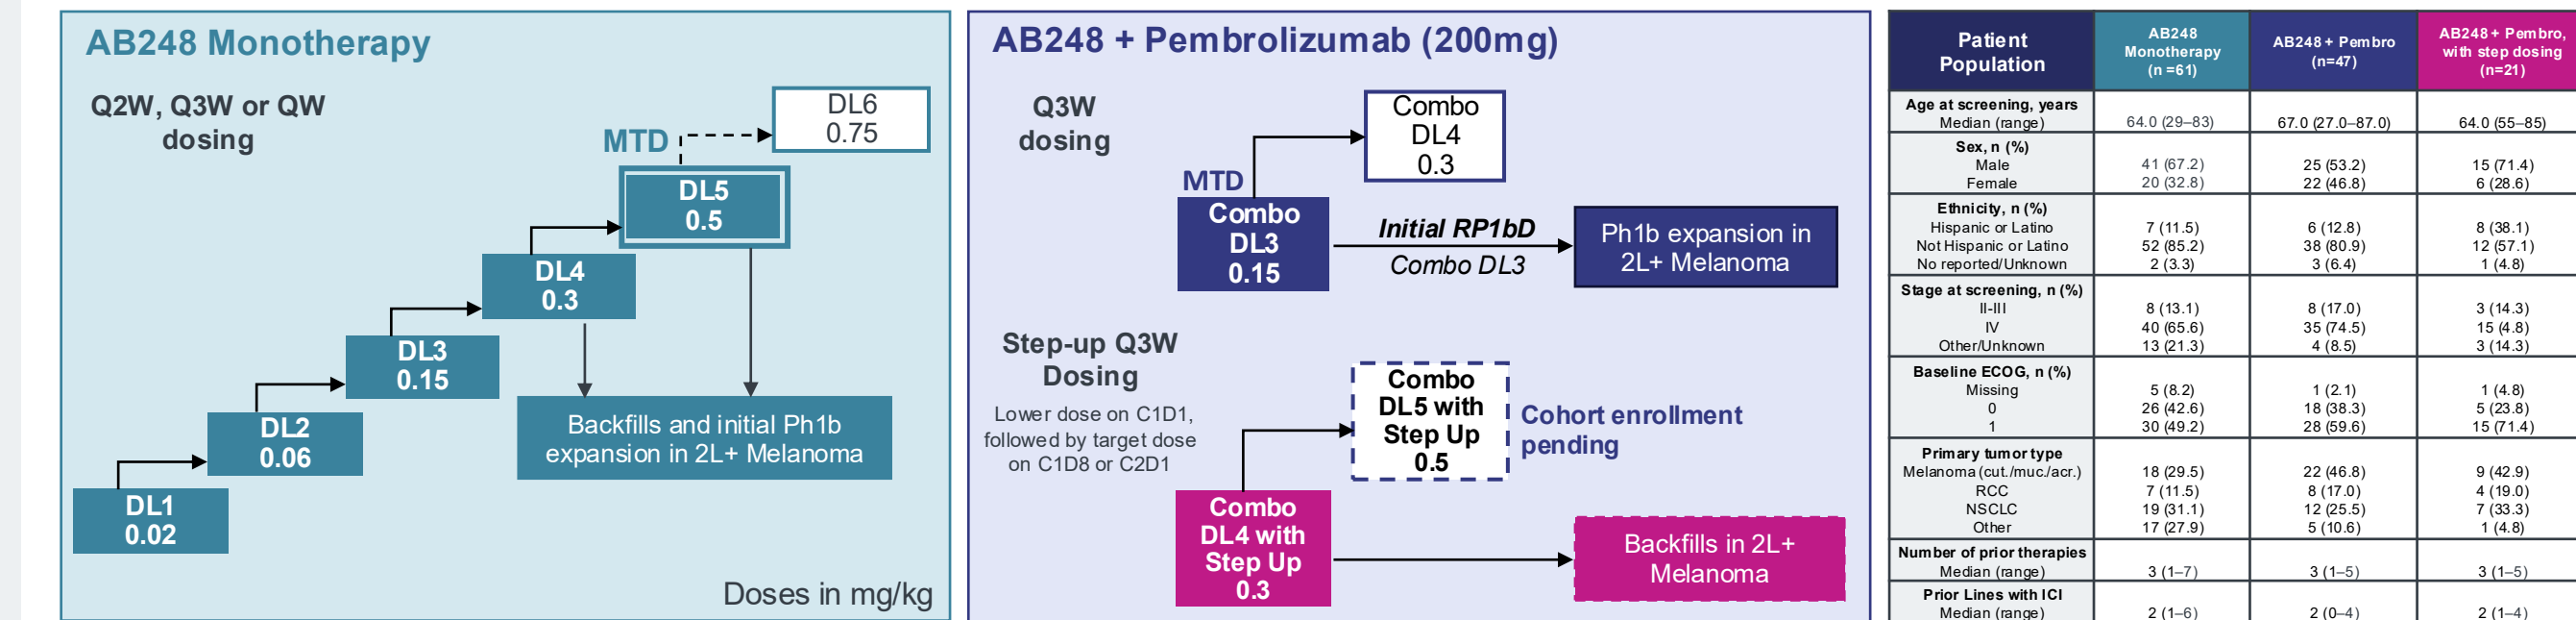 AB248 Monotherapy
Q2W, Q3W or QW
dosing
DL6
0.75
MTD
DL5
0.5
DL4
0.3
DL3
0.15
DL2
0.06
DL1
0.02
Backfills and initial Ph1b
expansion in 2L+ Melanoma
Doses in mg/kg
AB248 + Pembrolizumab (200mg)
Q3W
dosing
Combo
DL4
0.3
MTD
Combo
DL3
0.15
Initial RP1bD
Combo DL3
Ph1b expansion in
2L+ Melanoma
Step-up Q3W
Dosing
Lower dose on C1D1,
followed by target dose
on C1D8 or C2D1
Combo
DL5 with
Step Up
0.5
Cohort enrollment
pending
Combo
DL4 with
Step Up
0.3
Backfills in 2L+
Melanoma
Patient
Population
AB248
Monotherapy
(n =61)
AB248 + Pembro
(n=47)
AB248 + Pembro,
with step dosing
(n=21)
Age at screening, years
Median (range) 64.0 (29–83) 67.0 (27.0–87.0) 64.0 (55–85)
Sex, n (%)
Male 41 (67.2) 25 (53.2) 15 (71.4)
Female 20 (32.8) 22 (46.8) 6 (28.6)
Ethnicity, n (%)
Hispanic or Latino 7 (11.5) 6 (12.8) 8 (38.1)
Not Hispanic or Latino 52 (85.2) 38 (80.9) 12 (57.1)
No reported/Unknown 2 (3.3) 3 (6.4) 1 (4.8)
Stage at screening, n (%)
II-III 8 (13.1) 8 (17.0) 3 (14.3)
IV 40 (65.6) 35 (74.5) 15 (4.8)
Other/Unknown 13 (21.3) 4 (8.5) 3 (14.3)
Baseline ECOG, n (%)
Missing 5 (8.2) 1 (2.1) 1 (4.8)
0 26 (42.6) 18 (38.3) 5 (23.8)
1 30 (49.2) 28 (59.6) 15 (71.4)
Primary tumor type
Melanoma (cut./muc./acr.) 18 (29.5) 22 (46.8) 9 (42.9)
RCC 7 (11.5) 8 (17.0) 4 (19.0)
NSCLC 19 (31.1) 12 (25.5) 7 (33.3)
Other 17 (27.9) 5 (10.6) 1 (4.8)
Number of prior therapies
Median (range) 3 (1–7) 3 (1–5) 3 (1–5)
Prior Lines with ICI
Median (range) 2 (1–6) 2 (0–4) 2 (1–4)